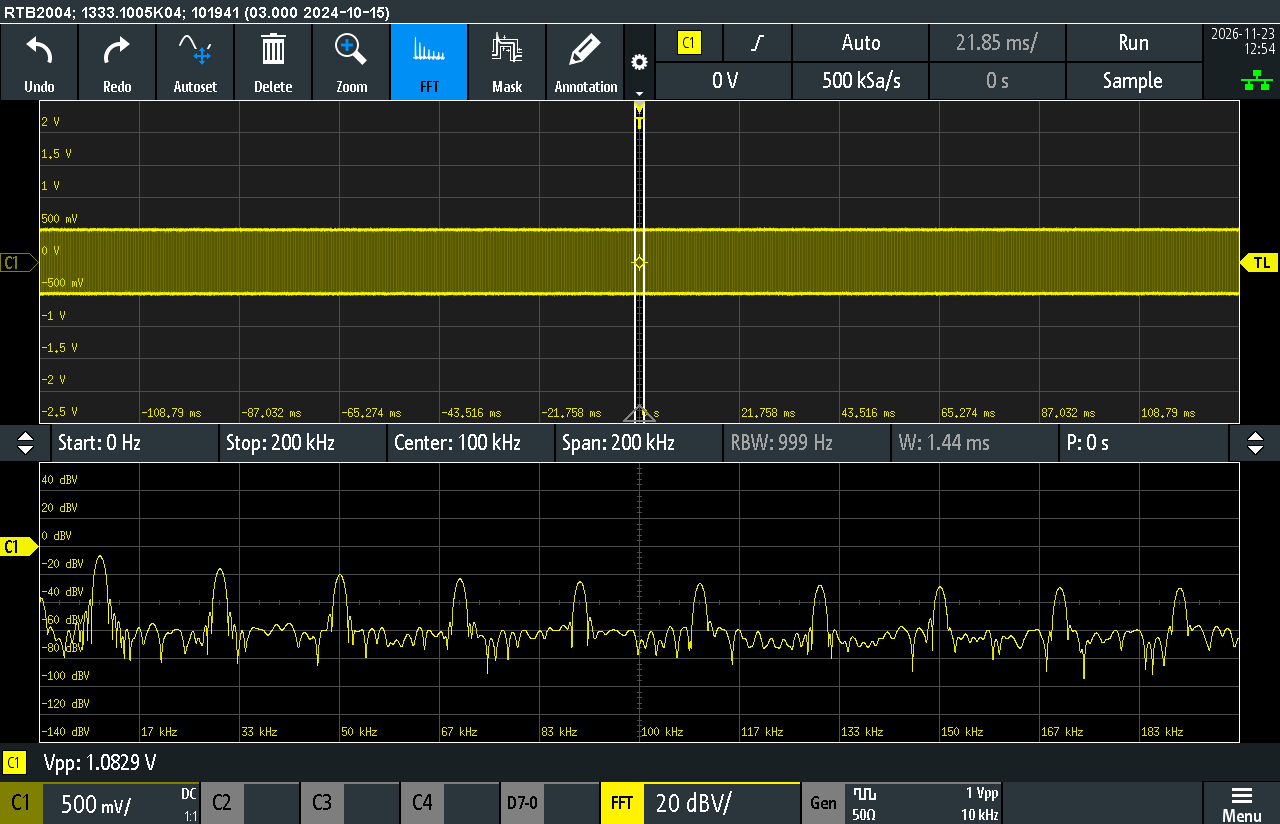 RTB2004; 1333.1005K04; 101941 (03.000 2024-10-15)
Undo Redo Autoset Delete Zoom FFT Mask Annotation
C1 Auto 21.85 ms/ Run
0 V 500 kSa/s 0 s Sample
2026-11-23
12:54
T
2 V
1.5 V
1 V
500 mV
0 V
C1
TL
-500 mV
-1 V
-1.5 V
-2 V
-2.5 V
-108.79 ms -87.032 ms -65.274 ms -43.516 ms -21.758 ms 0 s 21.758 ms 43.516 ms 65.274 ms 87.032 ms 108.79 ms
Start: 0 Hz Stop: 200 kHz Center: 100 kHz Span: 200 kHz RBW: 999 Hz W: 1.44 ms P: 0 s
40 dBV
20 dBV
0 dBV
C1
-20 dBV
-40 dBV
-60 dBV
-80 dBV
-100 dBV
-120 dBV
-140 dBV
17 kHz 33 kHz 50 kHz 67 kHz 83 kHz 100 kHz 117 kHz 133 kHz 150 kHz 167 kHz 183 kHz
C1 Vpp: 1.0829 V
C1 500 mV/ DC 1:1 C2 C3 C4 D7-0 FFT 20 dBV/ Gen 50Ω 1 Vpp 10 kHz Menu